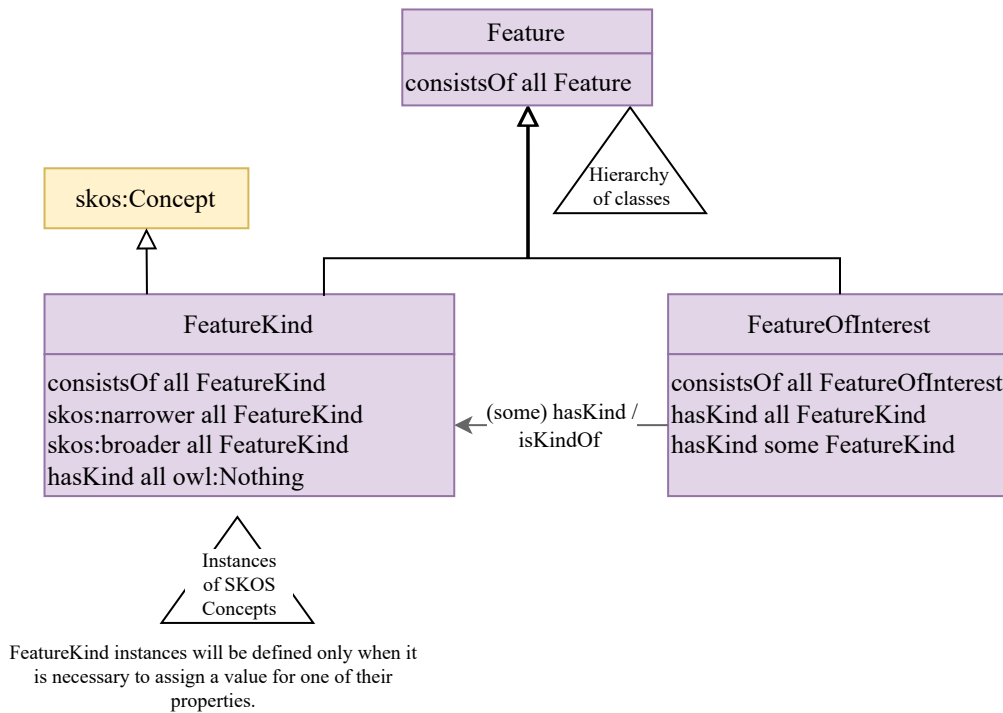 Feature
consistsOf all Feature
Hierarchy
of classes
skos:Concept
FeatureKind
consistsOf all FeatureKind
skos:narrower all FeatureKind
skos:broader all FeatureKind
hasKind all owl:Nothing
(some) hasKind /
isKindOf
FeatureOfInterest
consistsOf all FeatureOfInterest
hasKind all FeatureKind
hasKind some FeatureKind
Instances
of SKOS
Concepts
FeatureKind instances will be defined only when it
is necessary to assign a value for one of their
properties.